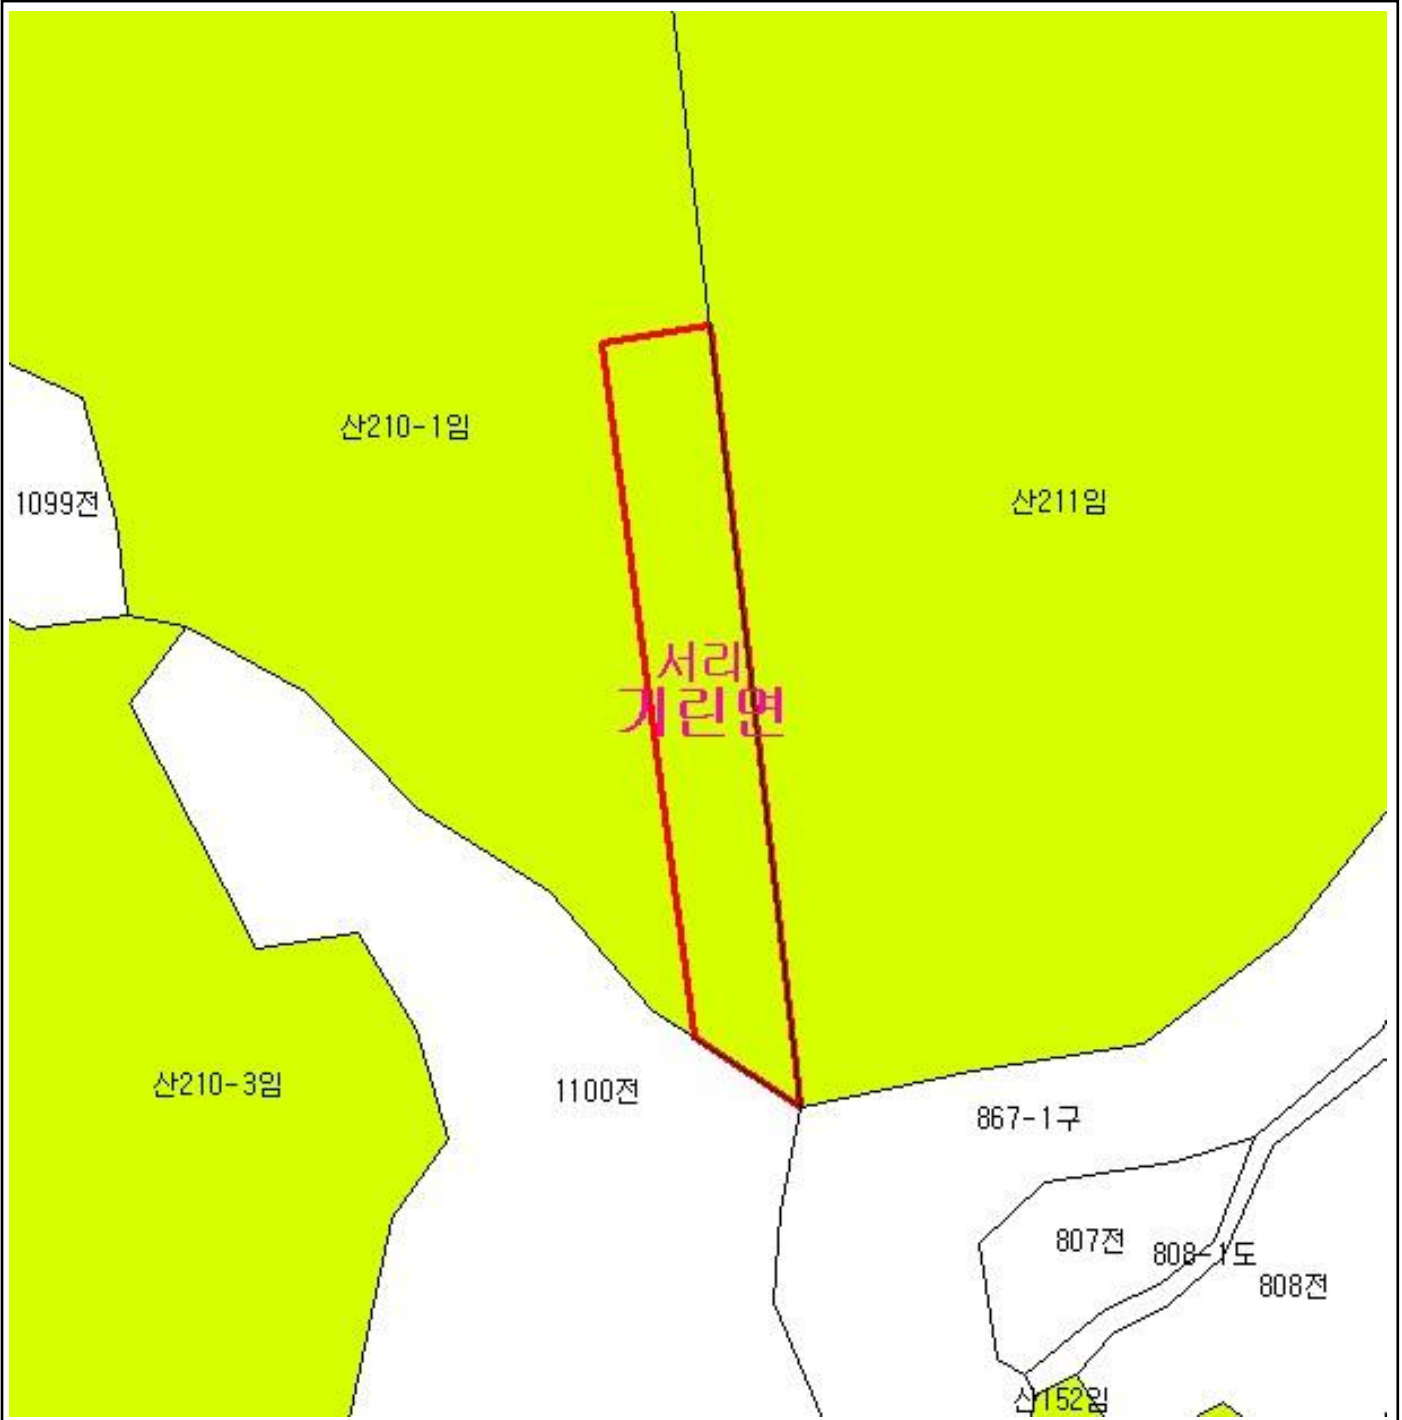 산210-1임
1099전
산211임
서리
기린면
산210-3임
1100전
867-1구
807전
808-1도
808전
산152임